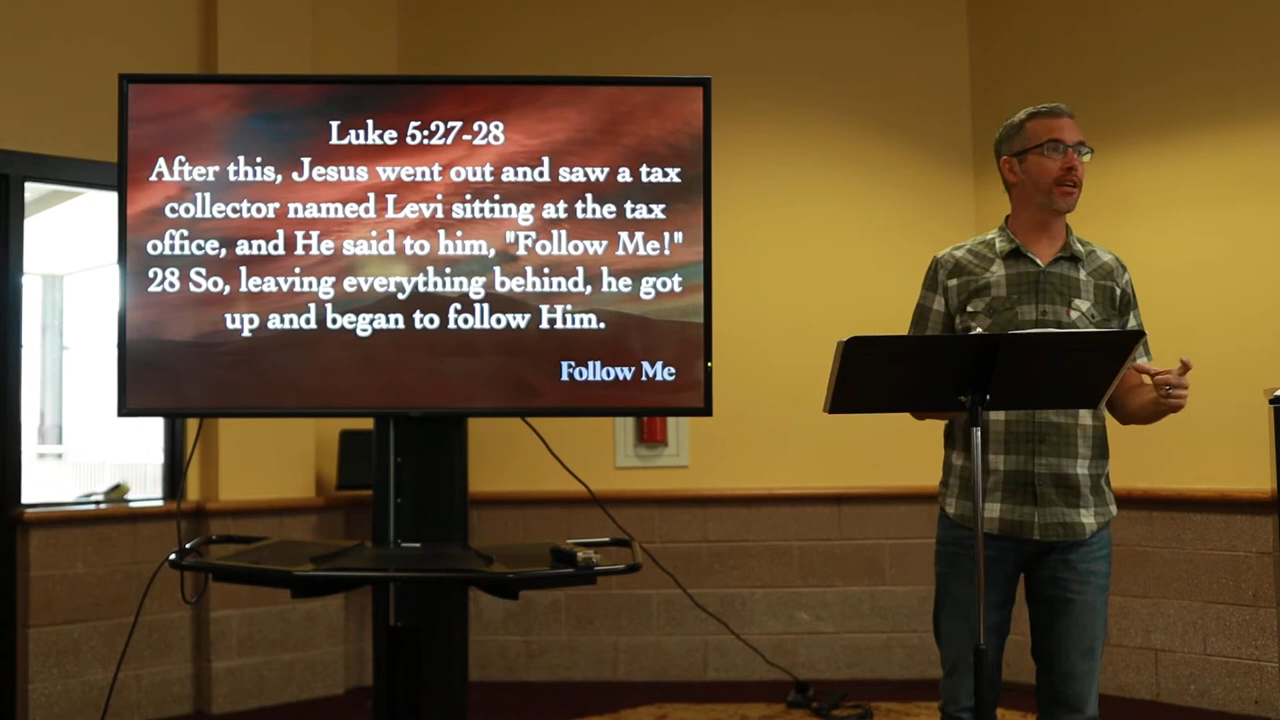 Luke 5:27-28
After this, Jesus went out and saw a tax
collector named Levi sitting at the tax
office, and He said to him, "Follow Me!"
28 So, leaving everything behind, he got
up and began to follow Him.
Follow Me